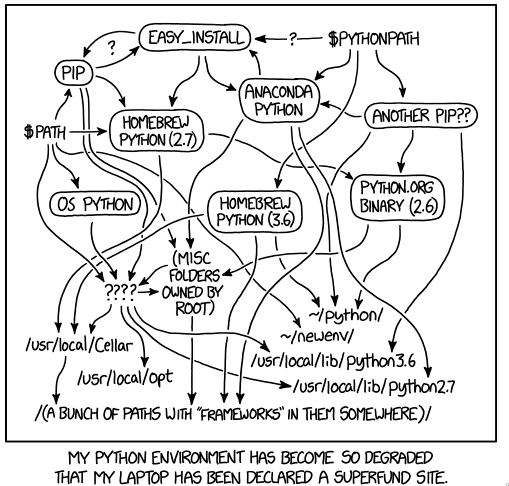 EASY_INSTALL
?
?
$PYTHONPATH
PIP
ANACONDA
PYTHON
ANOTHER PIP??
HOMEBREW
PYTHON (2.7)
$PATH
OS PYTHON
HOMEBREW
PYTHON (3.6)
PYTHON.ORG
BINARY (2.6)
(MISC
FOLDERS
OWNED BY
ROOT)
????
~/python/
~/newenv/
/usr/local/Cellar
/usr/local/opt
/usr/local/lib/python3.6
/usr/local/lib/python2.7
/(A BUNCH OF PATHS WITH "FRAMEWORKS" IN THEM SOMEWHERE)/
MY PYTHON ENVIRONMENT HAS BECOME SO DEGRADED
THAT MY LAPTOP HAS BEEN DECLARED A SUPERFUND SITE.